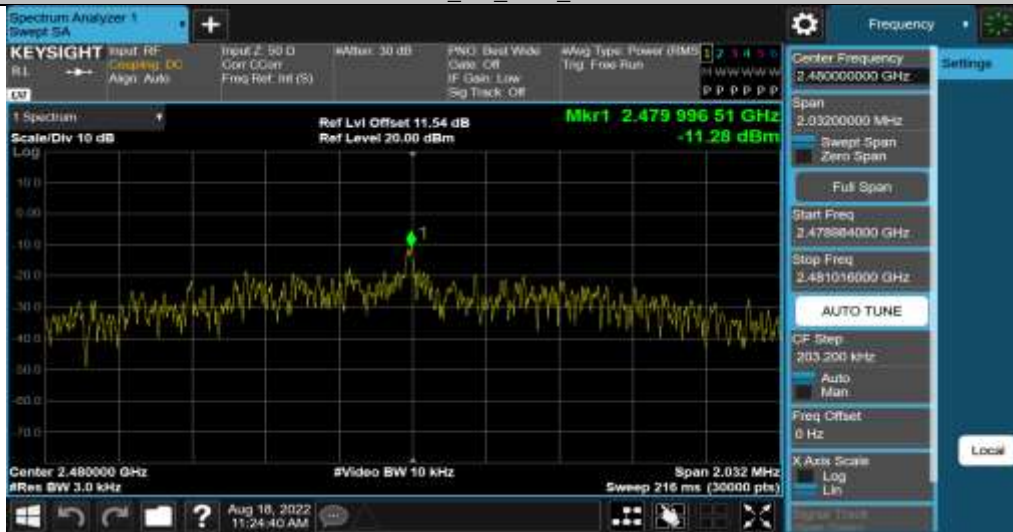 Spectrum Analyzer 1
Swept SA
+
Frequency
KEYSIGHT
RL
Input: RF
Coupling: DC
Align: Auto
Input Z: 50 Ω
Corr CCorr
Freq Ref: Int (S)
#Atten: 30 dB
PNO: Best Wide
Gate: Off
IF Gain: Low
Sig Track: Off
#Avg Type: Power (RMS
Trig: Free Run
1 2 3 4 5 6
M W W W W W
P P P P P P
1 Spectrum
Scale/Div 10 dB
Log
Ref Lvl Offset 11.54 dB
Ref Level 20.00 dBm
Mkr1 2.479 996 51 GHz
-11.28 dBm
10.0
0.00
-10.0
-20.0
-30.0
-40.0
-50.0
-60.0
-70.0
1
Center 2.480000 GHz
#Res BW 3.0 kHz
#Video BW 10 kHz
Span 2.032 MHz
Sweep 216 ms (30000 pts)
Center Frequency
2.480000000 GHz
Settings
Span
2.03200000 MHz
Swept Span
Zero Span
Full Span
Start Freq
2.478984000 GHz
Stop Freq
2.481016000 GHz
AUTO TUNE
CF Step
203.200 kHz
Auto
Man
Freq Offset
0 Hz
X Axis Scale
Log
Lin
Local
Signal Track
?
Aug 18, 2022
11:24:40 AM